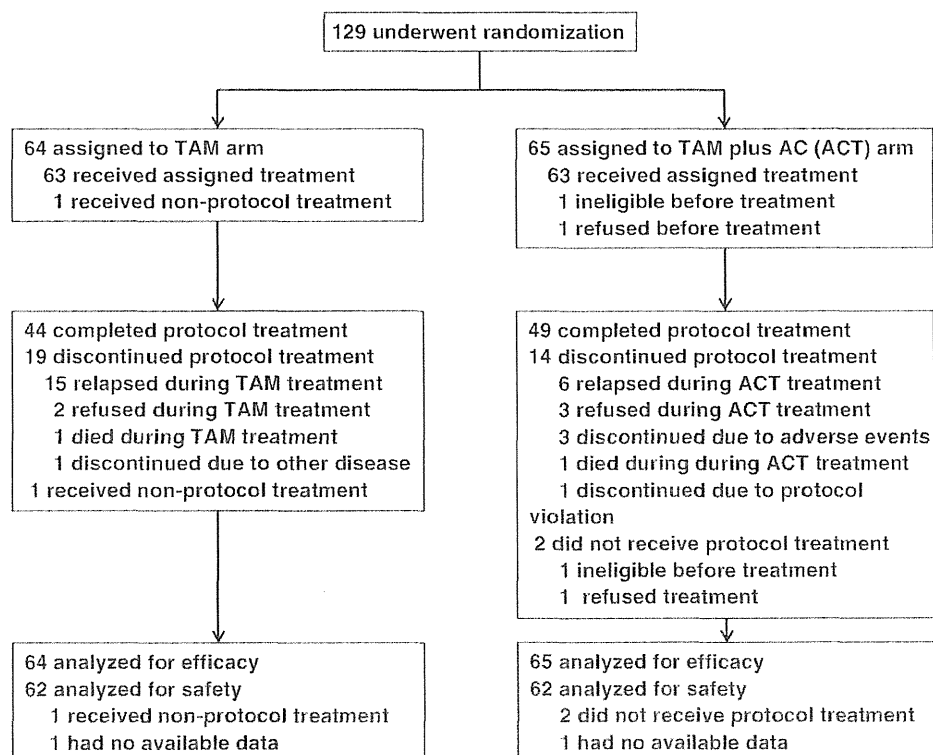 129 underwent randomization
64 assigned to TAM arm
63 received assigned treatment
1 received non-protocol treatment
65 assigned to TAM plus AC (ACT) arm
63 received assigned treatment
1 ineligible before treatment
1 refused before treatment
44 completed protocol treatment
19 discontinued protocol treatment
15 relapsed during TAM treatment
2 refused during TAM treatment
1 died during TAM treatment
1 discontinued due to other disease
1 received non-protocol treatment
49 completed protocol treatment
14 discontinued protocol treatment
6 relapsed during ACT treatment
3 refused during ACT treatment
3 discontinued due to adverse events
1 died during during ACT treatment
1 discontinued due to protocol
violation
2 did not receive protocol treatment
1 ineligible before treatment
1 refused treatment
64 analyzed for efficacy
62 analyzed for safety
1 received non-protocol treatment
1 had no available data
65 analyzed for efficacy
62 analyzed for safety
2 did not receive protocol treatment
1 had no available data